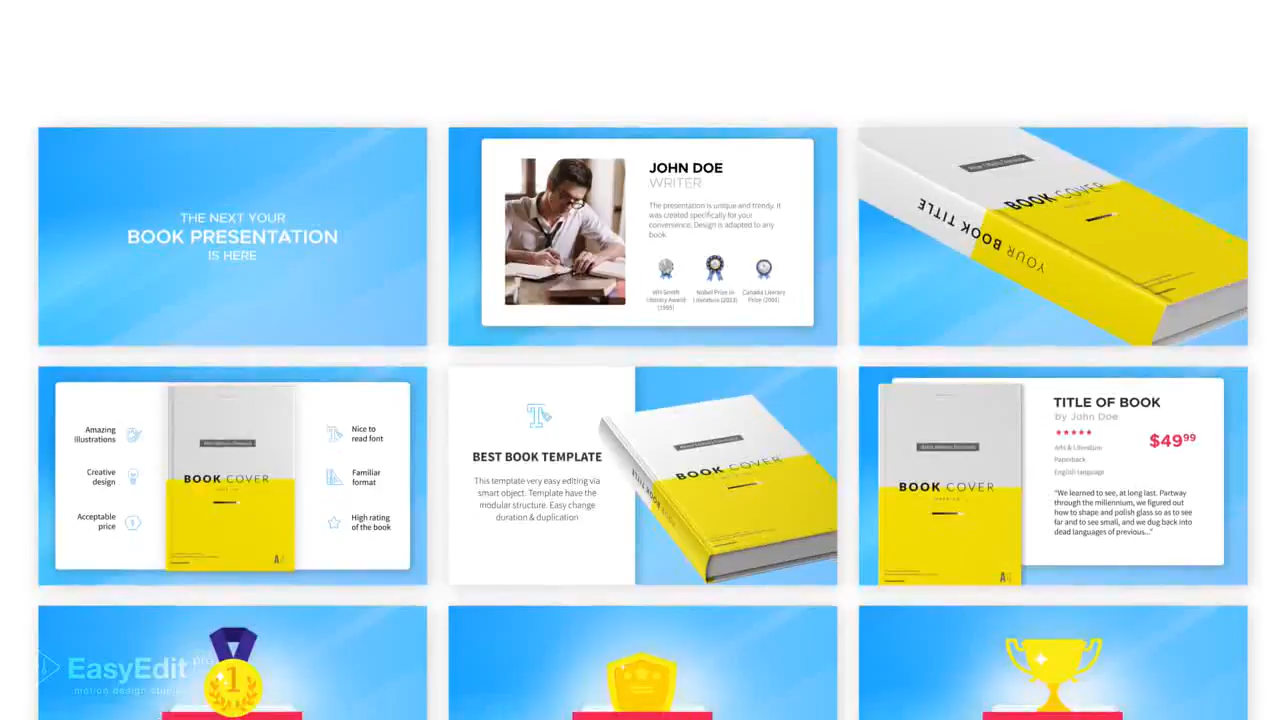 THE NEXT YOUR
BOOK PRESENTATION
IS HERE
JOHN DOE
WRITER
The presentation is unique and trendy. It
was created specifically for your
convenience. Design is adapted to any
book.
WH Smith
Literary Award
(1995)
Nobel Prize in
Literature (2013)
Canada Literary
Price (2001)
BOOK COVER
YOUR BOOK TITLE
Amazing
illustrations
Creative
design
Acceptable
price
BOOK COVER
Nice to
read font
Familiar
format
High rating
of the book
BEST BOOK TEMPLATE
This template very easy editing via
smart object. Template have the
modular structure. Easy change
duration & duplication
BOOK COVER
BOOK COVER
TITLE OF BOOK
by John Doe
$4999
Arts & Literature
Paperback
English language
"We learned to see, at long last. Partway
through the millennium, we figured out
how to shape and polish glass so as to see
far and to see small, and we dug back into
dead languages of previous..."
1
EasyEdit pro
motion design studio